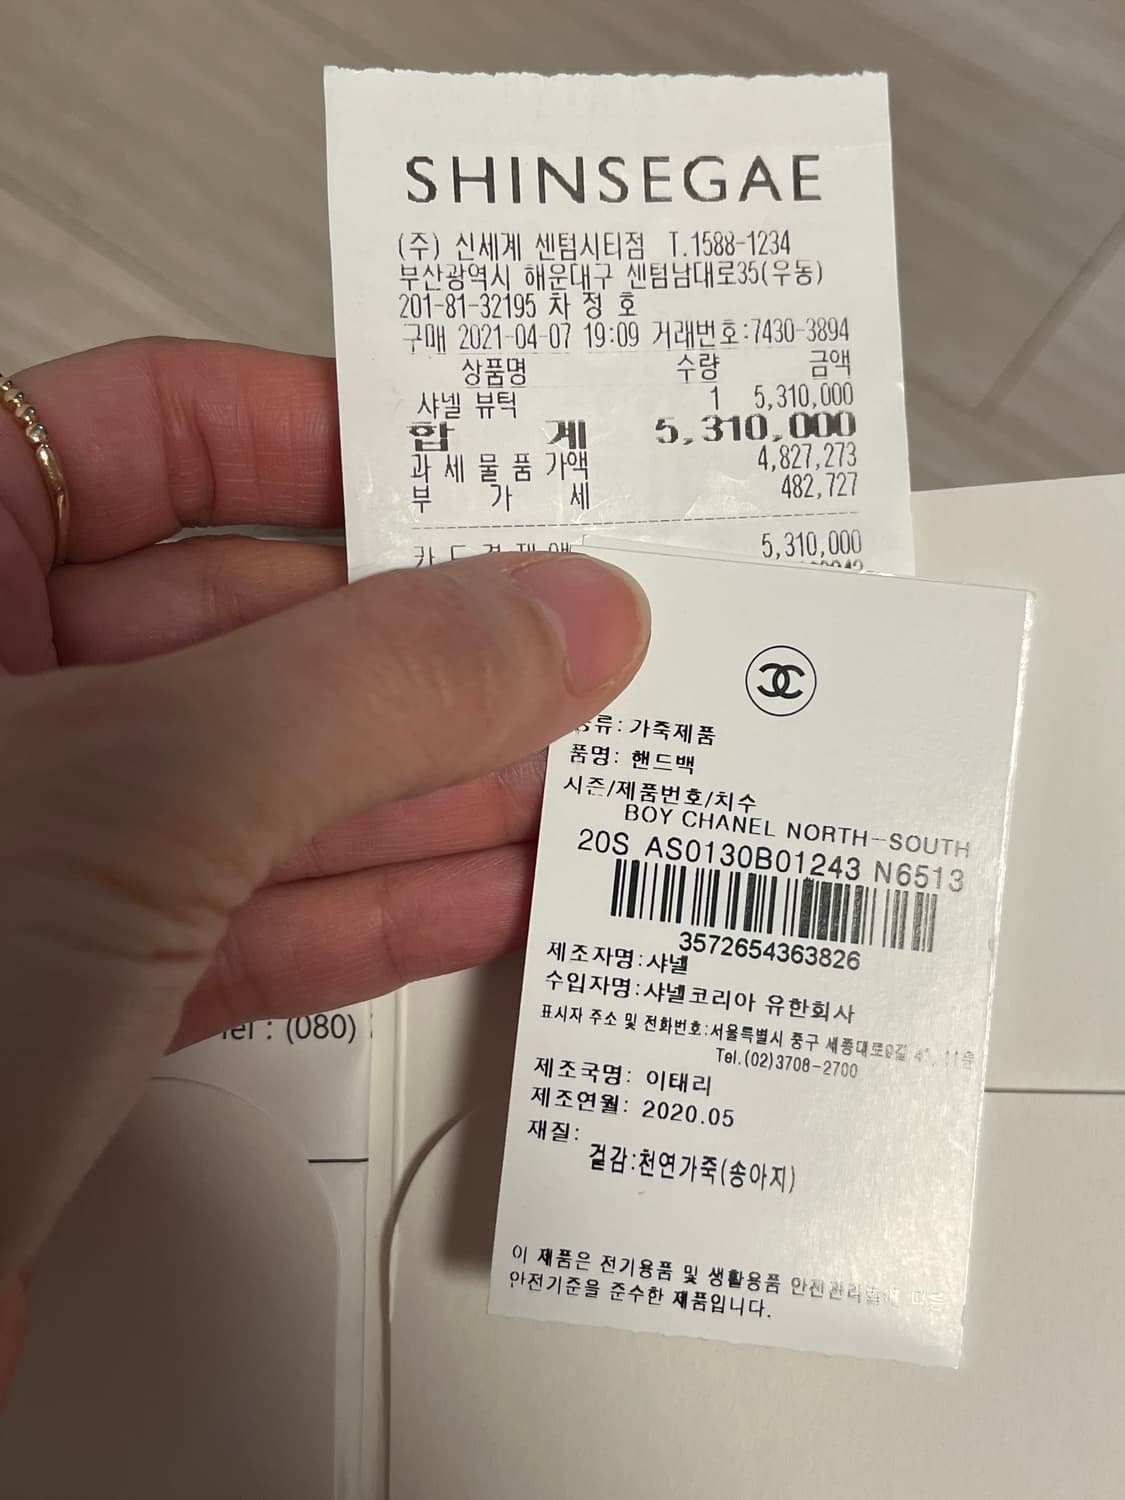 SHINSEGAE
(주) 신세계 센텀시티점 T.1588-1234
부산광역시 해운대구 센텀남대로35(우동)
201-81-32195 차 정 호
구매 2021-04-07 19:09 거래번호:7430-3894
상품명 수량 금액
샤넬 뷰틱 1 5,310,000
합 계 5,310,000
과 세 물 품 가액 4,827,273
부 가 세 482,727
카 드 결 제 액 5,310,000
가죽제품
품명: 핸드백
시즌/제품번호/치수
BOY CHANEL NORTH-SOUTH
20S AS0130B01243 N6513
3572654363826
제조자명:샤넬
수입자명:샤넬코리아 유한회사
표시자 주소 및 전화번호:서울특별시 중구
Tel.(02)3708-2700
제조국명: 이태리
제조연월: 2020.05
재질:
겉감:천연가죽(송아지)
이 제품은 전기용품 및 생활용품
안전기준을 준수한 제품입니다.
: (080)